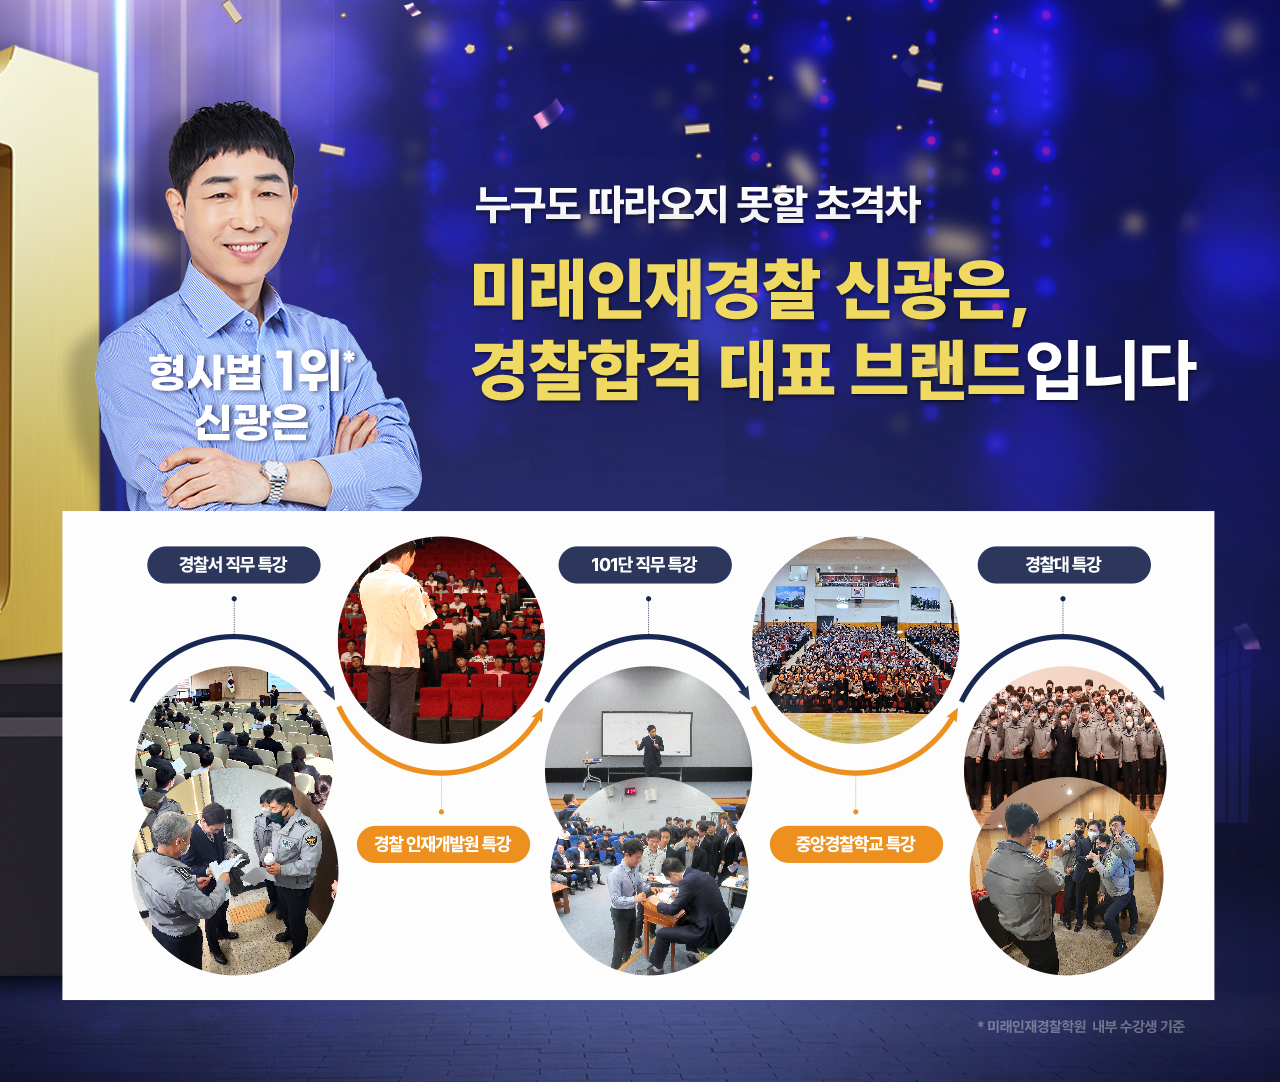 누구도 따라오지 못할 초격차
미래인재경찰 신광은,
경찰합격 대표 브랜드입니다
형사법 1위*
신광은
경찰서 직무 특강
101단 직무 특강
경찰대 특강
경찰 인재개발원 특강
중앙경찰학교 특강
* 미래인재경찰학원 내부 수강생 기준